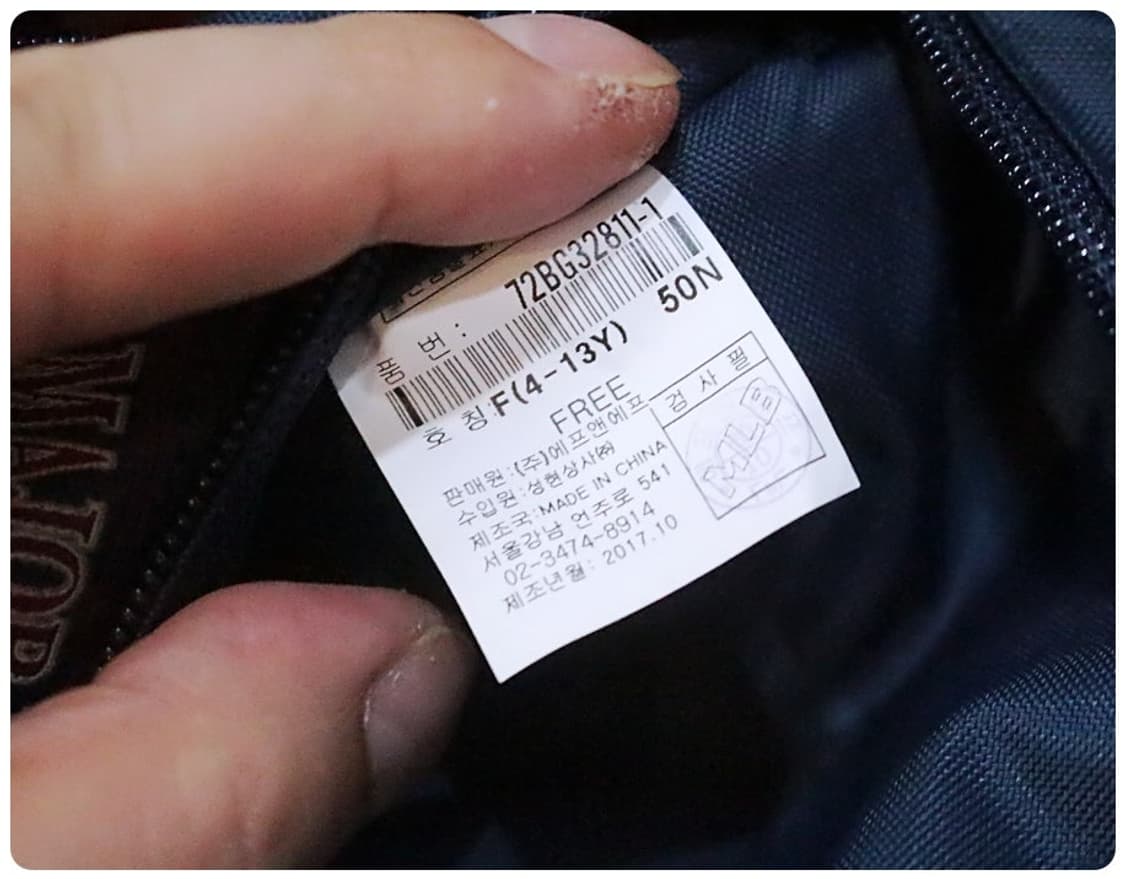 품 번 : 72BG32811-1
50N
호 칭:F(4-13Y)
FREE
판매원:(주)에프앤에프
수입원:성현상사㈜
제조국:MADE IN CHINA
서울강남 언주로 541
02-3474-8914
제조년월: 2017.10
검 사 필
MLB
MAJOR